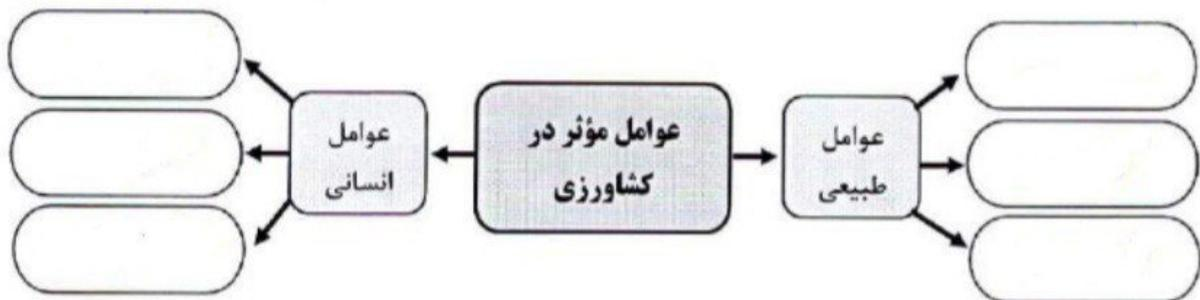 عوامل مؤثر در
کشاورزی
عوامل
طبیعی
عوامل
انسانی